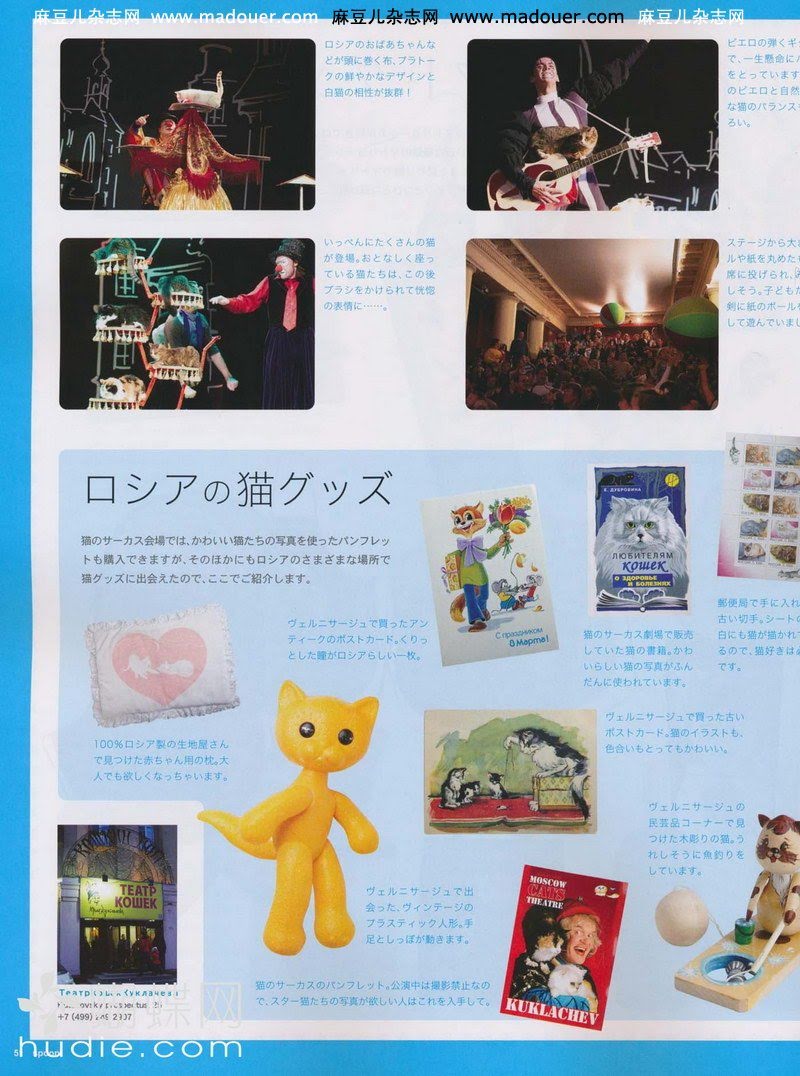 麻豆儿杂志网 www.madouer.com 麻豆儿杂志网 www.madouer.com 麻豆儿杂志网
ロシアのおばあちゃんな
どが頭に巻く布、プラトー
クの鮮やかなデザインと
白猫の相性が抜群！
ピエロの弾くギ
で、一生懸命にバ
をとっています
のピエロと自然
な猫のバランスも
ろい。
いっぺんにたくさんの猫
が登場。おとなしく座っ
ている猫たちは、この後
ブラシをかけられて恍惚
の表情に……。
ステージから大き
ルや紙を丸めたも
席に投げられ、
しそう。子どもた
剣に紙のボールを
して遊んでいまし
ロシアの猫グッズ
猫のサーカス会場では、かわいい猫たちの写真を使ったパンフレッ
トも購入できますが、そのほかにもロシアのさまざまな場所で
猫グッズに出会えたので、ここでご紹介します。
ヴェルニサージュで買ったアン
ティークのポストカード。くりっ
とした瞳がロシアらしい一枚。
С праздником
8 Марта!
Е. ДУБРОВИНА
ЛЮБИТЕЛЯМ
кошек
О ЗДОРОВЬЕ
И БОЛЕЗНЯХ
猫のサーカス劇場で販売
していた猫の書籍。かわ
いらしい猫の写真がふん
だんに使われています。
郵便局で手に入れ
古い切手。シートの
白にも猫が描かれて
るので、猫好きは必
です。
100％ロシア製の生地屋さん
で見つけた赤ちゃん用の枕。大
人でも欲しくなっちゃいます。
ヴェルニサージュで買った古い
ポストカード。猫のイラストも、
色合いもとってもかわいい。
ヴェルニサージュの
民芸品コーナーで見
つけた木彫りの猫。う
れしそうに魚釣りを
しています。
ヴェルニサージュで出
会った、ヴィンテージの
プラスティック人形。手
足としっぽが動きます。
MOSCOW
CATS
THEATRE
KUKLACHEV
猫のサーカスのパンフレット。公演中は撮影禁止なの
で、スター猫たちの写真が欲しい人はこれを入手して。
ТЕАТР
КОШЕК
Театр Куклачева
+7 (499) 249 2907
蝶网
hudie.com